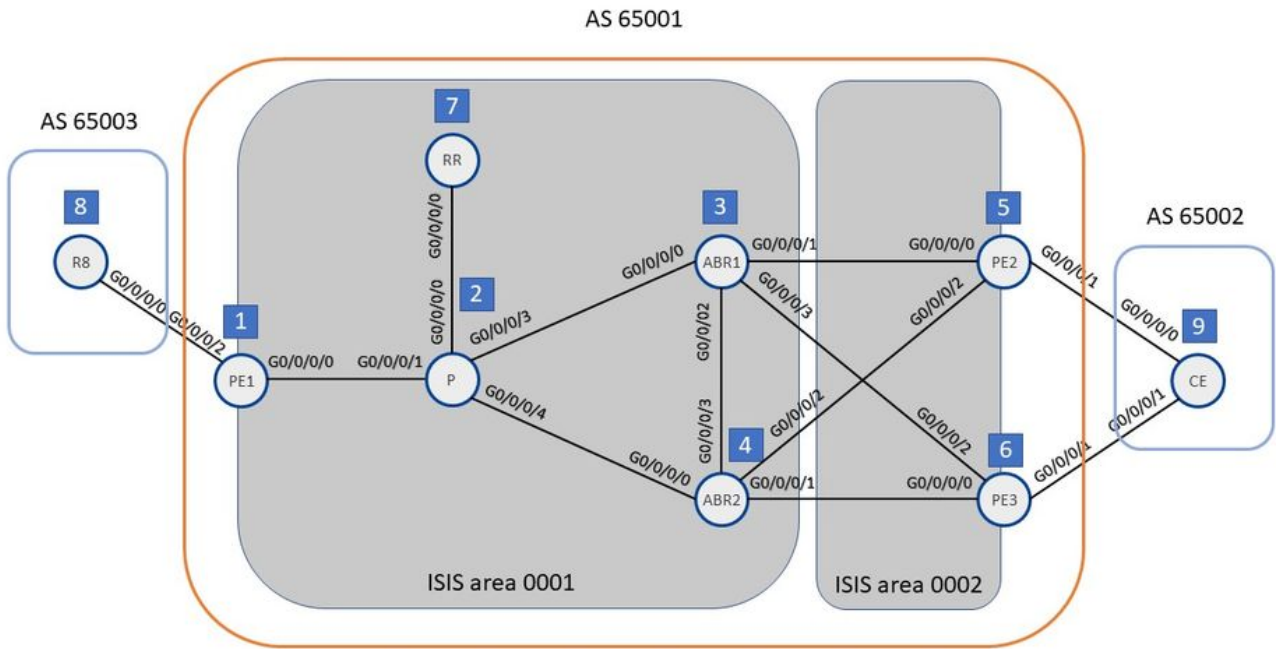 AS 65001
AS 65003
7
RR
G0/0/0/0
8
R8
G0/0/0/0
G0/0/0/2
1
PE1
G0/0/0/0
G0/0/0/1
G0/0/0/0
2
P
G0/0/0/3
G0/0/0/4
G0/0/0/0
3
ABR1
G0/0/0/1
G0/0/0/3
G0/0/02
G0/0/0/3
G0/0/0/0
4
ABR2
G0/0/0/2
G0/0/0/1
5
PE2
G0/0/0/0
G0/0/0/2
G0/0/0/1
G0/0/0/2
6
PE3
G0/0/0/0
G0/0/0/1
AS 65002
G0/0/0/0
9
CE
G0/0/0/1
ISIS area 0001
ISIS area 0002